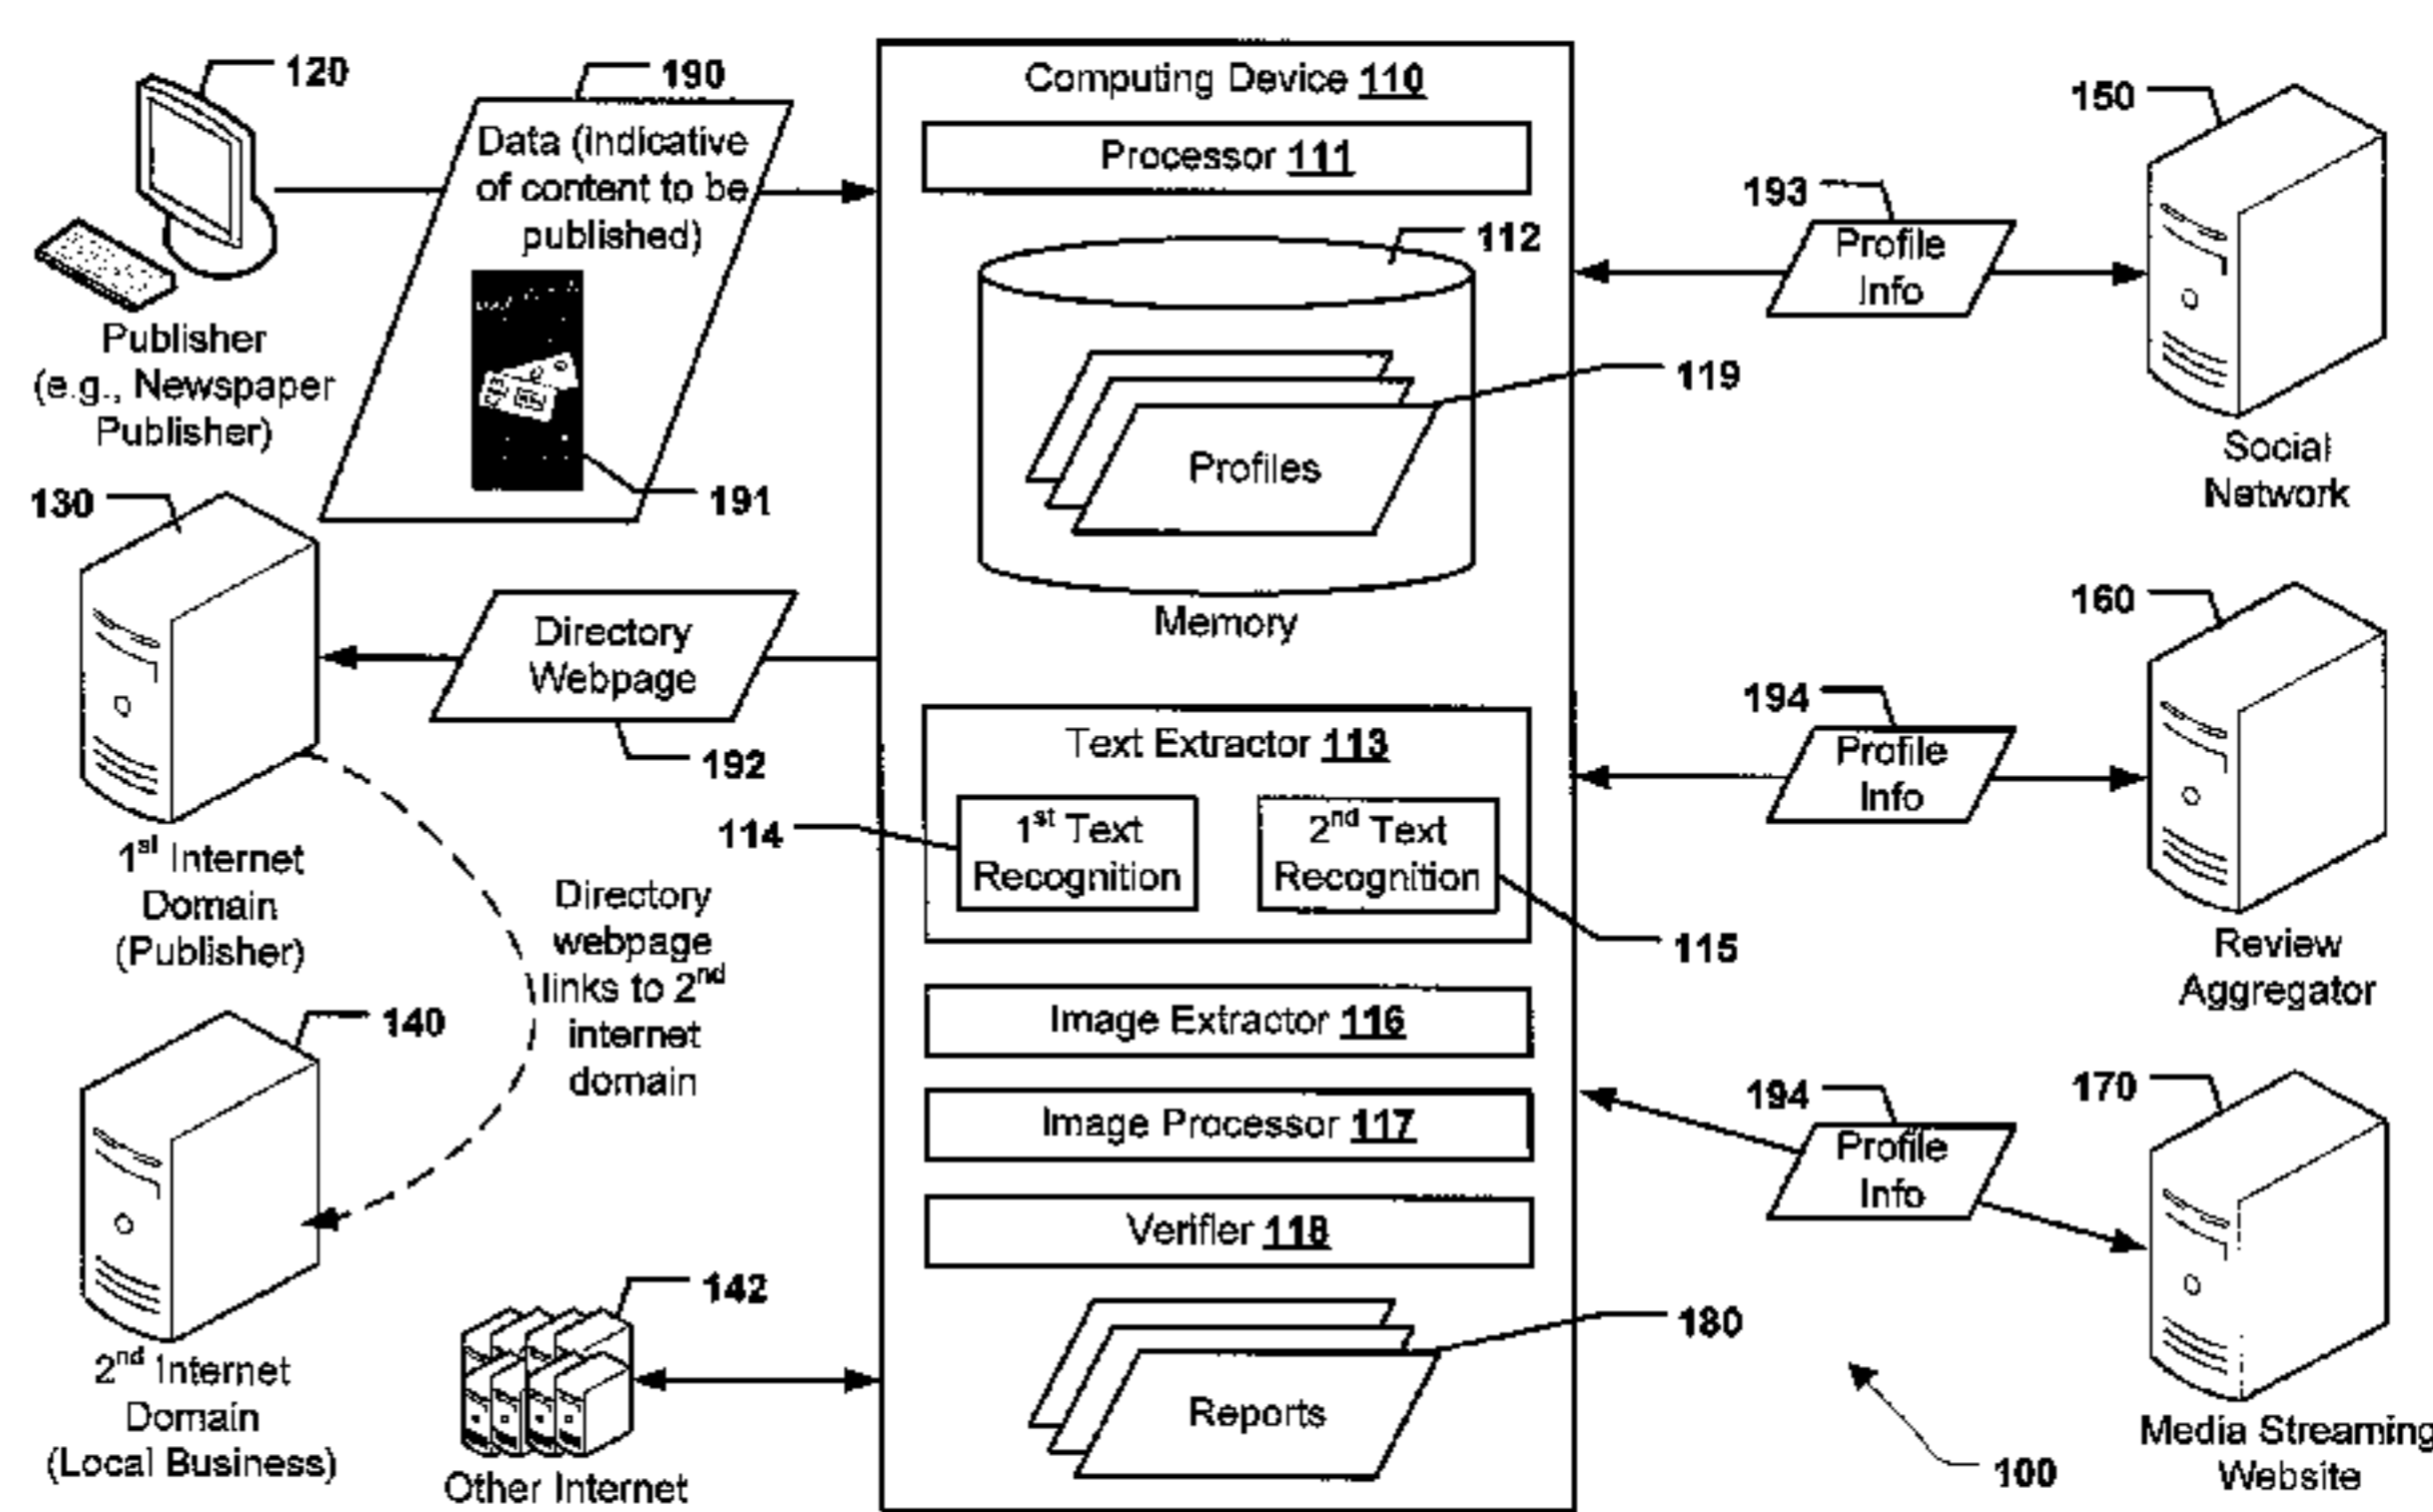 120
Publisher
(e.g., Newspaper
Publisher)
190
Data (indicative
of content to be
published)
191
130
1st Internet
Domain
(Publisher)
Directory
Webpage
192
Directory
webpage
links to 2nd
internet
domain
140
2nd Internet
Domain
(Local Business)
142
Other Internet
Computing Device 110
Processor 111
112
119
Profiles
Memory
Text Extractor 113
114
1st Text
Recognition
2nd Text
Recognition
115
Image Extractor 116
Image Processor 117
Verifier 118
180
Reports
150
193
Profile
Info
Social
Network
160
194
Profile
Info
Review
Aggregator
170
194
Profile
Info
Media Streaming
Website
100